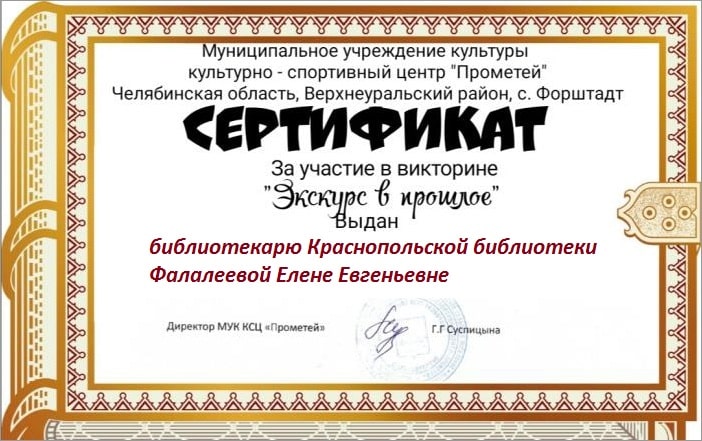 Муниципальное учреждение культуры
культурно - спортивный центр "Прометей"
Челябинская область, Верхнеуральский район, с. Форштадт
СЕРТИФИКАТ
За участие в викторине
"Экскурс в прошлое"
Выдан
библиотекарю Краснопольской библиотеки
Фалалеевой Елене Евгеньевне
Директор МУК КСЦ «Прометей» Г.Г Суспицына